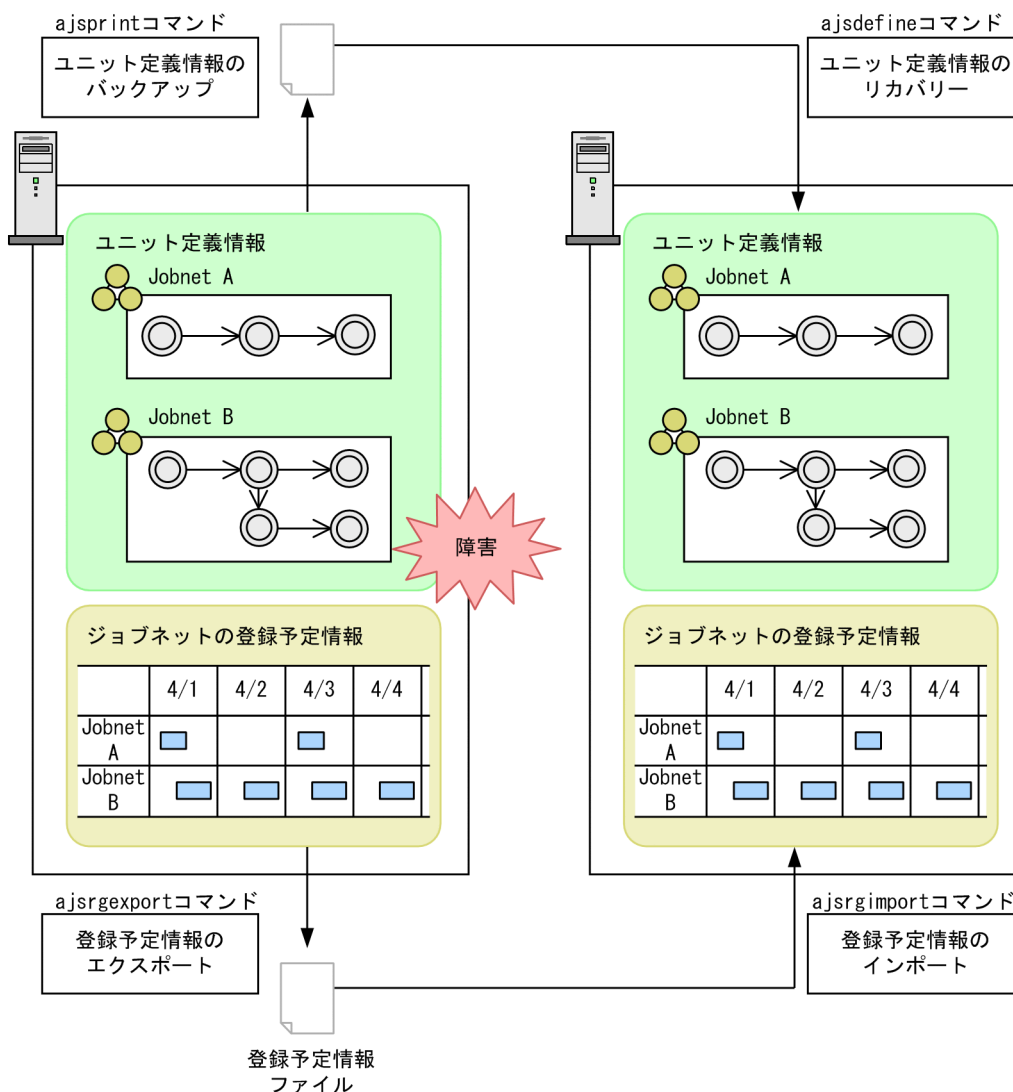 ajsprintコマンド
ユニット定義情報の
バックアップ
ajsdefineコマンド
ユニット定義情報の
リカバリー
ユニット定義情報
Jobnet A
Jobnet B
障害
ジョブネットの登録予定情報
4/1 4/2 4/3 4/4
Jobnet
A
Jobnet
B
ユニット定義情報
Jobnet A
Jobnet B
ジョブネットの登録予定情報
4/1 4/2 4/3 4/4
Jobnet
A
Jobnet
B
ajsrgexportコマンド
登録予定情報の
エクスポート
ajsrgimportコマンド
登録予定情報の
インポート
登録予定情報
ファイル